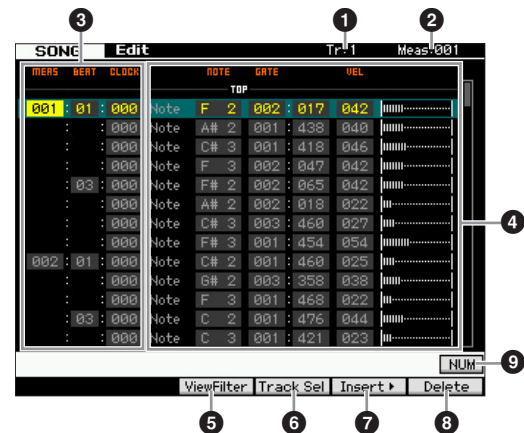 1 2
3
SONG Edit Tr:1 Meas:001
MEAS BEAT CLOCK NOTE GATE VEL
TOP
001 : 01 : 000 Note F 2 002 : 017 042
: : 000 Note A# 2 001 : 438 040
: : 000 Note C# 3 001 : 418 046
: : 000 Note F 3 002 : 047 042
: 03 : 000 Note F# 2 002 : 065 042
: : 000 Note A# 2 002 : 018 022
: : 000 Note C# 3 003 : 460 027
: : 000 Note F# 3 001 : 454 054
002 : 01 : 000 Note C# 2 001 : 460 025
: : 000 Note G# 2 003 : 358 038
: : 000 Note F 3 001 : 468 022
: 03 : 000 Note C 2 001 : 476 044
: : 000 Note C 3 001 : 421 023
4
NUM 9
ViewFilter Track Sel Insert Delete
5 6 7 8